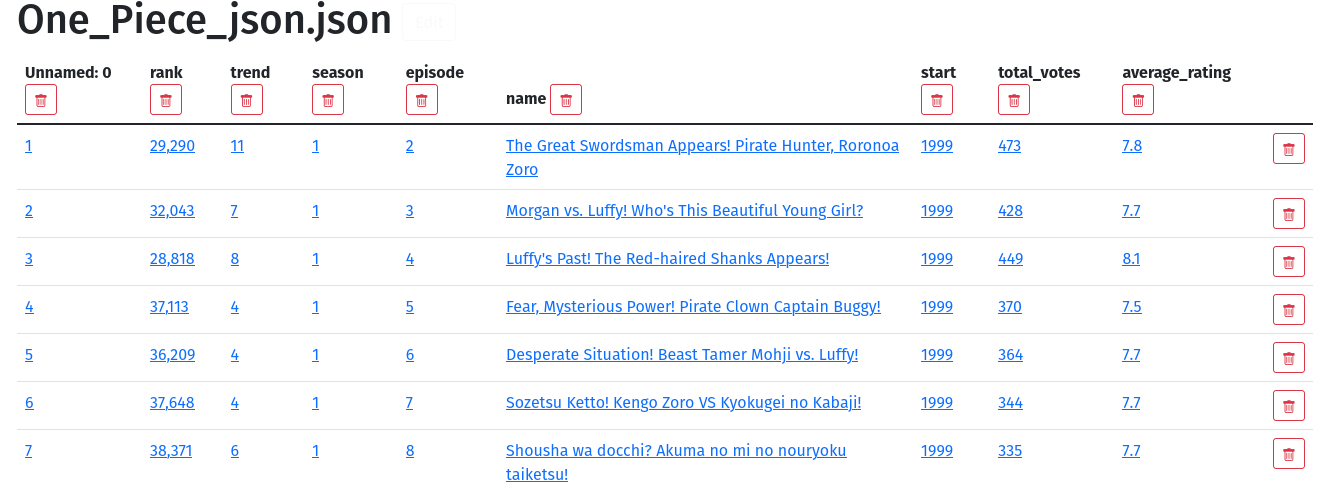 One_Piece_json.json Edit
Unnamed: 0 rank trend season episode name start total_votes average_rating
1 29,290 11 1 2 The Great Swordsman Appears! Pirate Hunter, Roronoa 1999 473 7.8
Zoro
2 32,043 7 1 3 Morgan vs. Luffy! Who's This Beautiful Young Girl? 1999 428 7.7
3 28,818 8 1 4 Luffy's Past! The Red-haired Shanks Appears! 1999 449 8.1
4 37,113 4 1 5 Fear, Mysterious Power! Pirate Clown Captain Buggy! 1999 370 7.5
5 36,209 4 1 6 Desperate Situation! Beast Tamer Mohji vs. Luffy! 1999 364 7.7
6 37,648 4 1 7 Sozetsu Ketto! Kengo Zoro VS Kyokugei no Kabaji! 1999 344 7.7
7 38,371 6 1 8 Shousha wa docchi? Akuma no mi no nouryoku 1999 335 7.7
taiketsu!